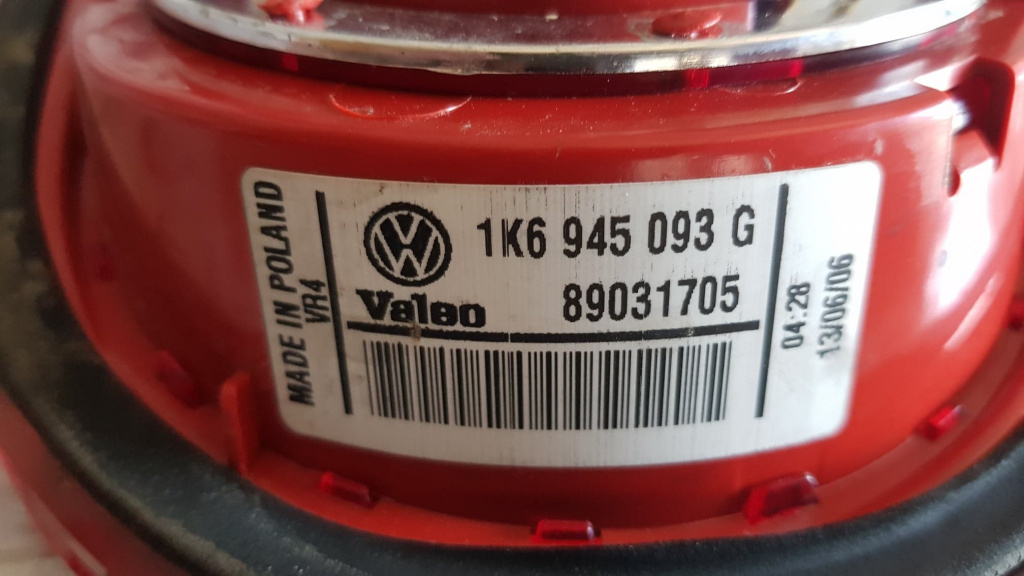 MADE IN POLAND
VR4
1K6 945 093 G
Valeo 89031705
04:28
13/06/06